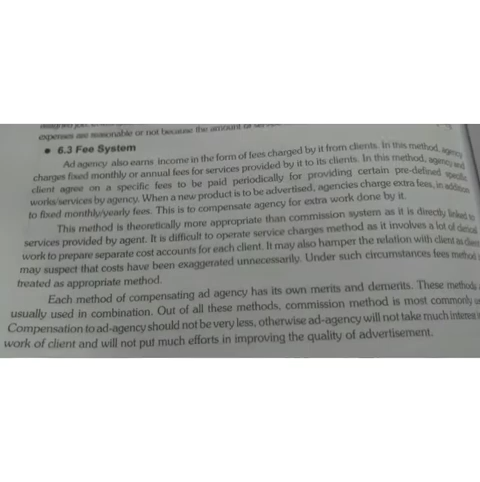 expenses are reasonable or not because the amount of
• 6.3 Fee System
Ad agency also earns income in the form of fees charged by it from clients. In this method, agency
charges fixed monthly or annual fees for services provided by it to its clients. In this method, agency and
client agree on a specific fees to be paid periodically for providing certain pre-defined specific
works/services by agency. When a new product is to be advertised, agencies charge extra fees, in addition
to fixed monthly/yearly fees. This is to compensate agency for extra work done by it.
This method is theoretically more appropriate than commission system as it is directly linked to
services provided by agent. It is difficult to operate service charges method as it involves a lot of clerical
work to prepare separate cost accounts for each client. It may also hamper the relation with client as client
may suspect that costs have been exaggerated unnecessarily. Under such circumstances fees method
treated as appropriate method.
Each method of compensating ad agency has its own merits and demerits. These methods
usually used in combination. Out of all these methods, commission method is most commonly
Compensation to ad-agency should not be very less, otherwise ad-agency will not take much interest
work of client and will not put much efforts in improving the quality of advertisement.